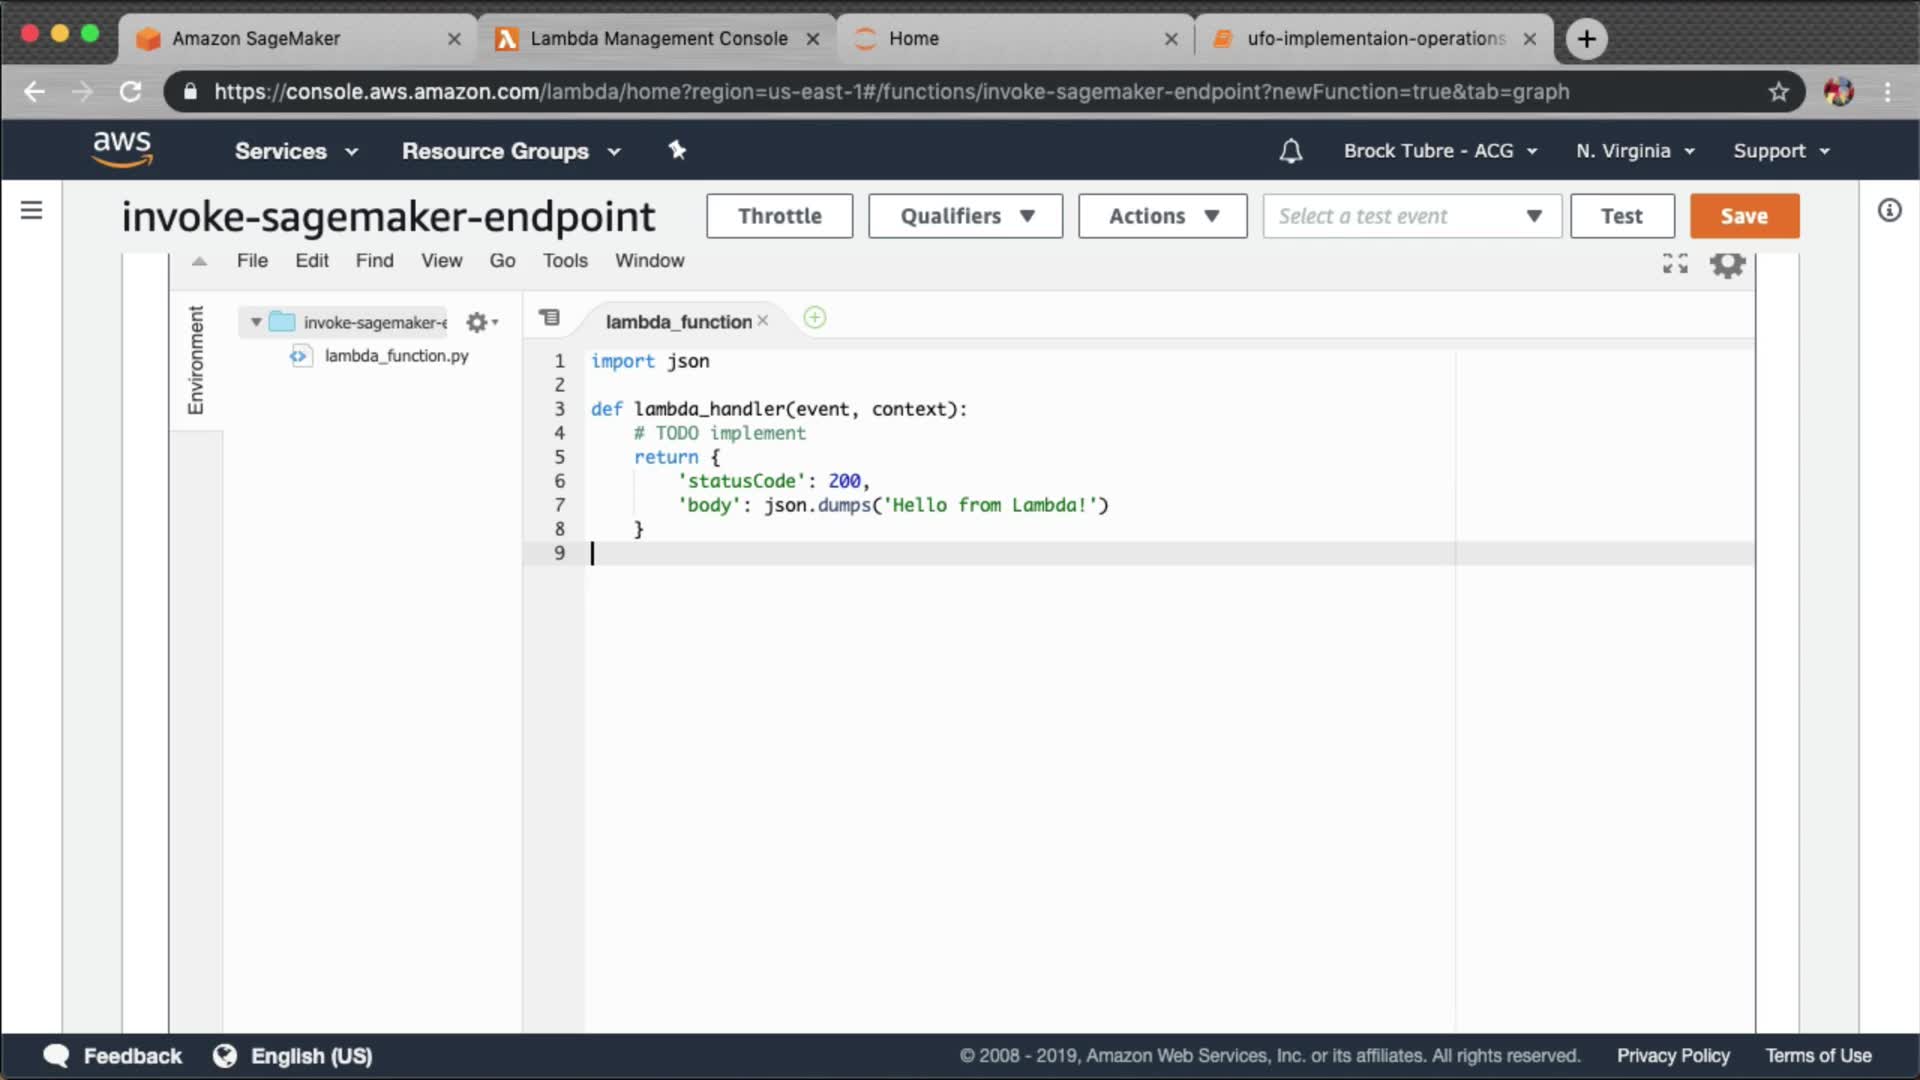 Amazon SageMaker
Lambda Management Console
Home
ufo-implementaion-operations
https://console.aws.amazon.com/lambda/home?region=us-east-1#/functions/invoke-sagemaker-endpoint?newFunction=true&tab=graph
aws
Services
Resource Groups
Brock Tubre - ACG
N. Virginia
Support
invoke-sagemaker-endpoint
Throttle
Qualifiers
Actions
Select a test event
Test
Save
File Edit Find View Go Tools Window
Environment
invoke-sagemaker-e
lambda_function.py
lambda_function
1 import json
2
3 def lambda_handler(event, context):
4 # TODO implement
5 return {
6 'statusCode': 200,
7 'body': json.dumps('Hello from Lambda!')
8 }
9
Feedback
English (US)
© 2008 - 2019, Amazon Web Services, Inc. or its affiliates. All rights reserved.
Privacy Policy
Terms of Use